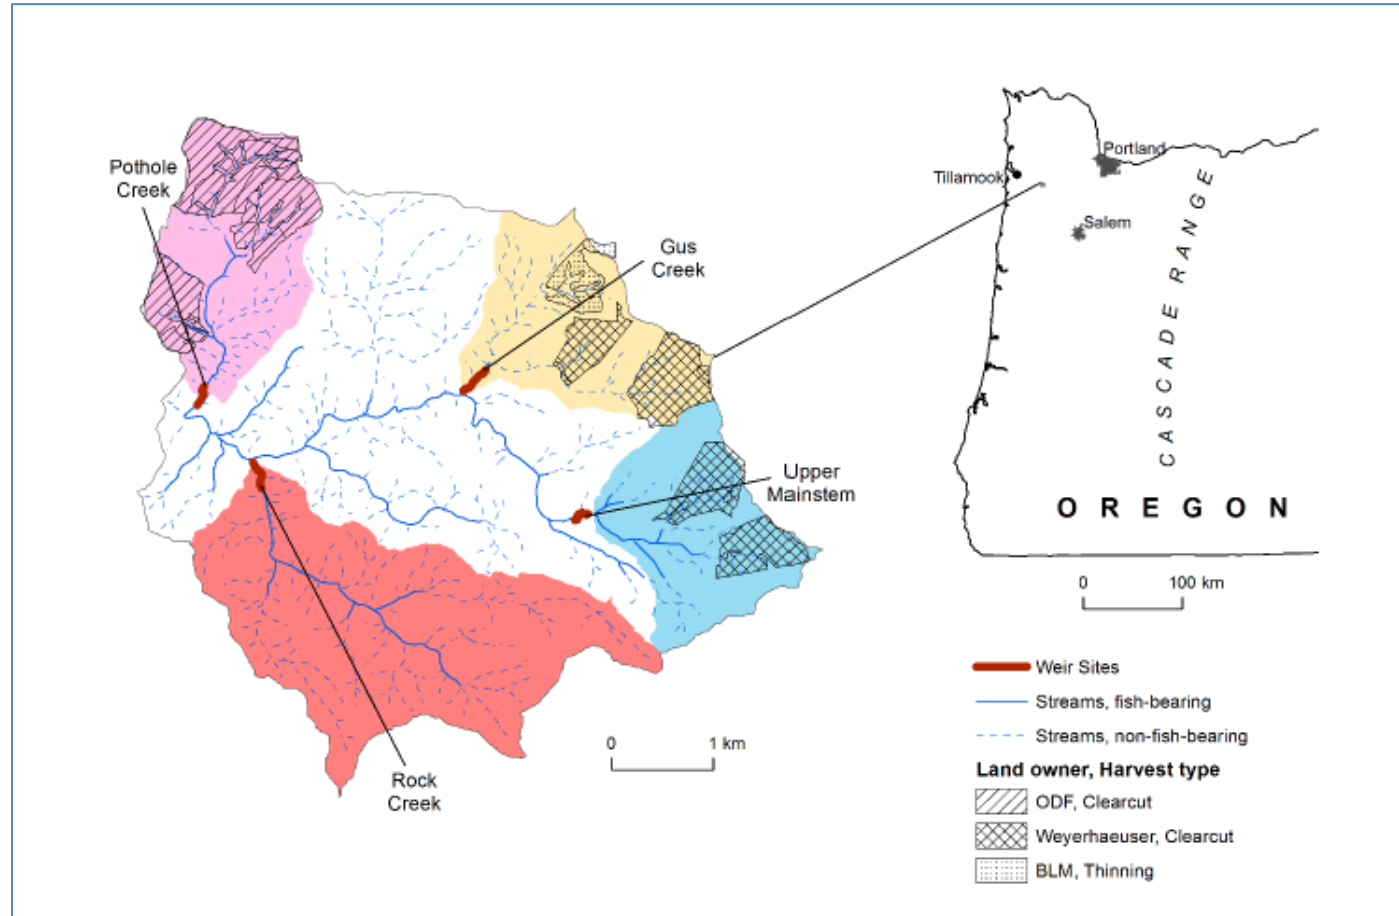 Pothole
Creek
Gus
Creek
Upper
Mainstem
Rock
Creek
0 1 km
Portland
Tillamook
Salem
CASCADE RANGE
OREGON
0 100 km
Weir Sites
Streams, fish-bearing
Streams, non-fish-bearing
Land owner, Harvest type
ODF, Clearcut
Weyerhaeuser, Clearcut
BLM, Thinning